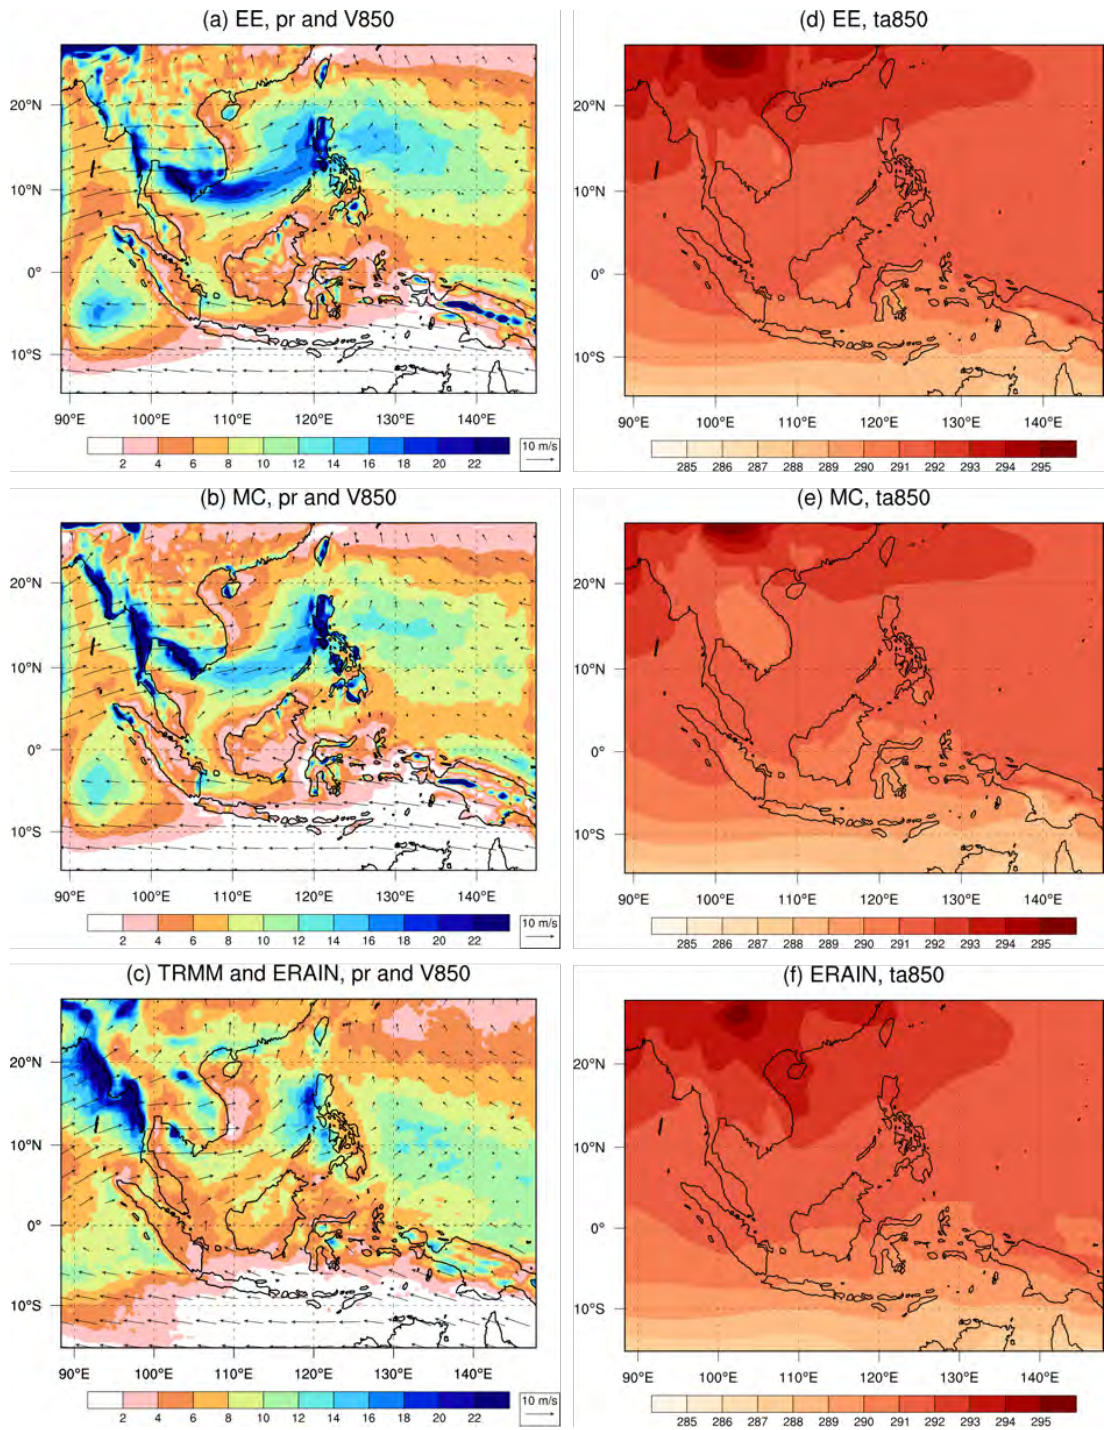 (a) EE, pr and V850
20°N
10°N
0°
10°S
90°E 100°E 110°E 120°E 130°E 140°E
2 4 6 8 10 12 14 16 18 20 22
10 m/s
(d) EE, ta850
20°N
10°N
0°
10°S
90°E 100°E 110°E 120°E 130°E 140°E
285 286 287 288 289 290 291 292 293 294 295
(b) MC, pr and V850
20°N
10°N
0°
10°S
90°E 100°E 110°E 120°E 130°E 140°E
2 4 6 8 10 12 14 16 18 20 22
10 m/s
(e) MC, ta850
20°N
10°N
0°
10°S
90°E 100°E 110°E 120°E 130°E 140°E
285 286 287 288 289 290 291 292 293 294 295
(c) TRMM and ERAIN, pr and V850
20°N
10°N
0°
10°S
90°E 100°E 110°E 120°E 130°E 140°E
2 4 6 8 10 12 14 16 18 20 22
10 m/s
(f) ERAIN, ta850
20°N
10°N
0°
10°S
90°E 100°E 110°E 120°E 130°E 140°E
285 286 287 288 289 290 291 292 293 294 295